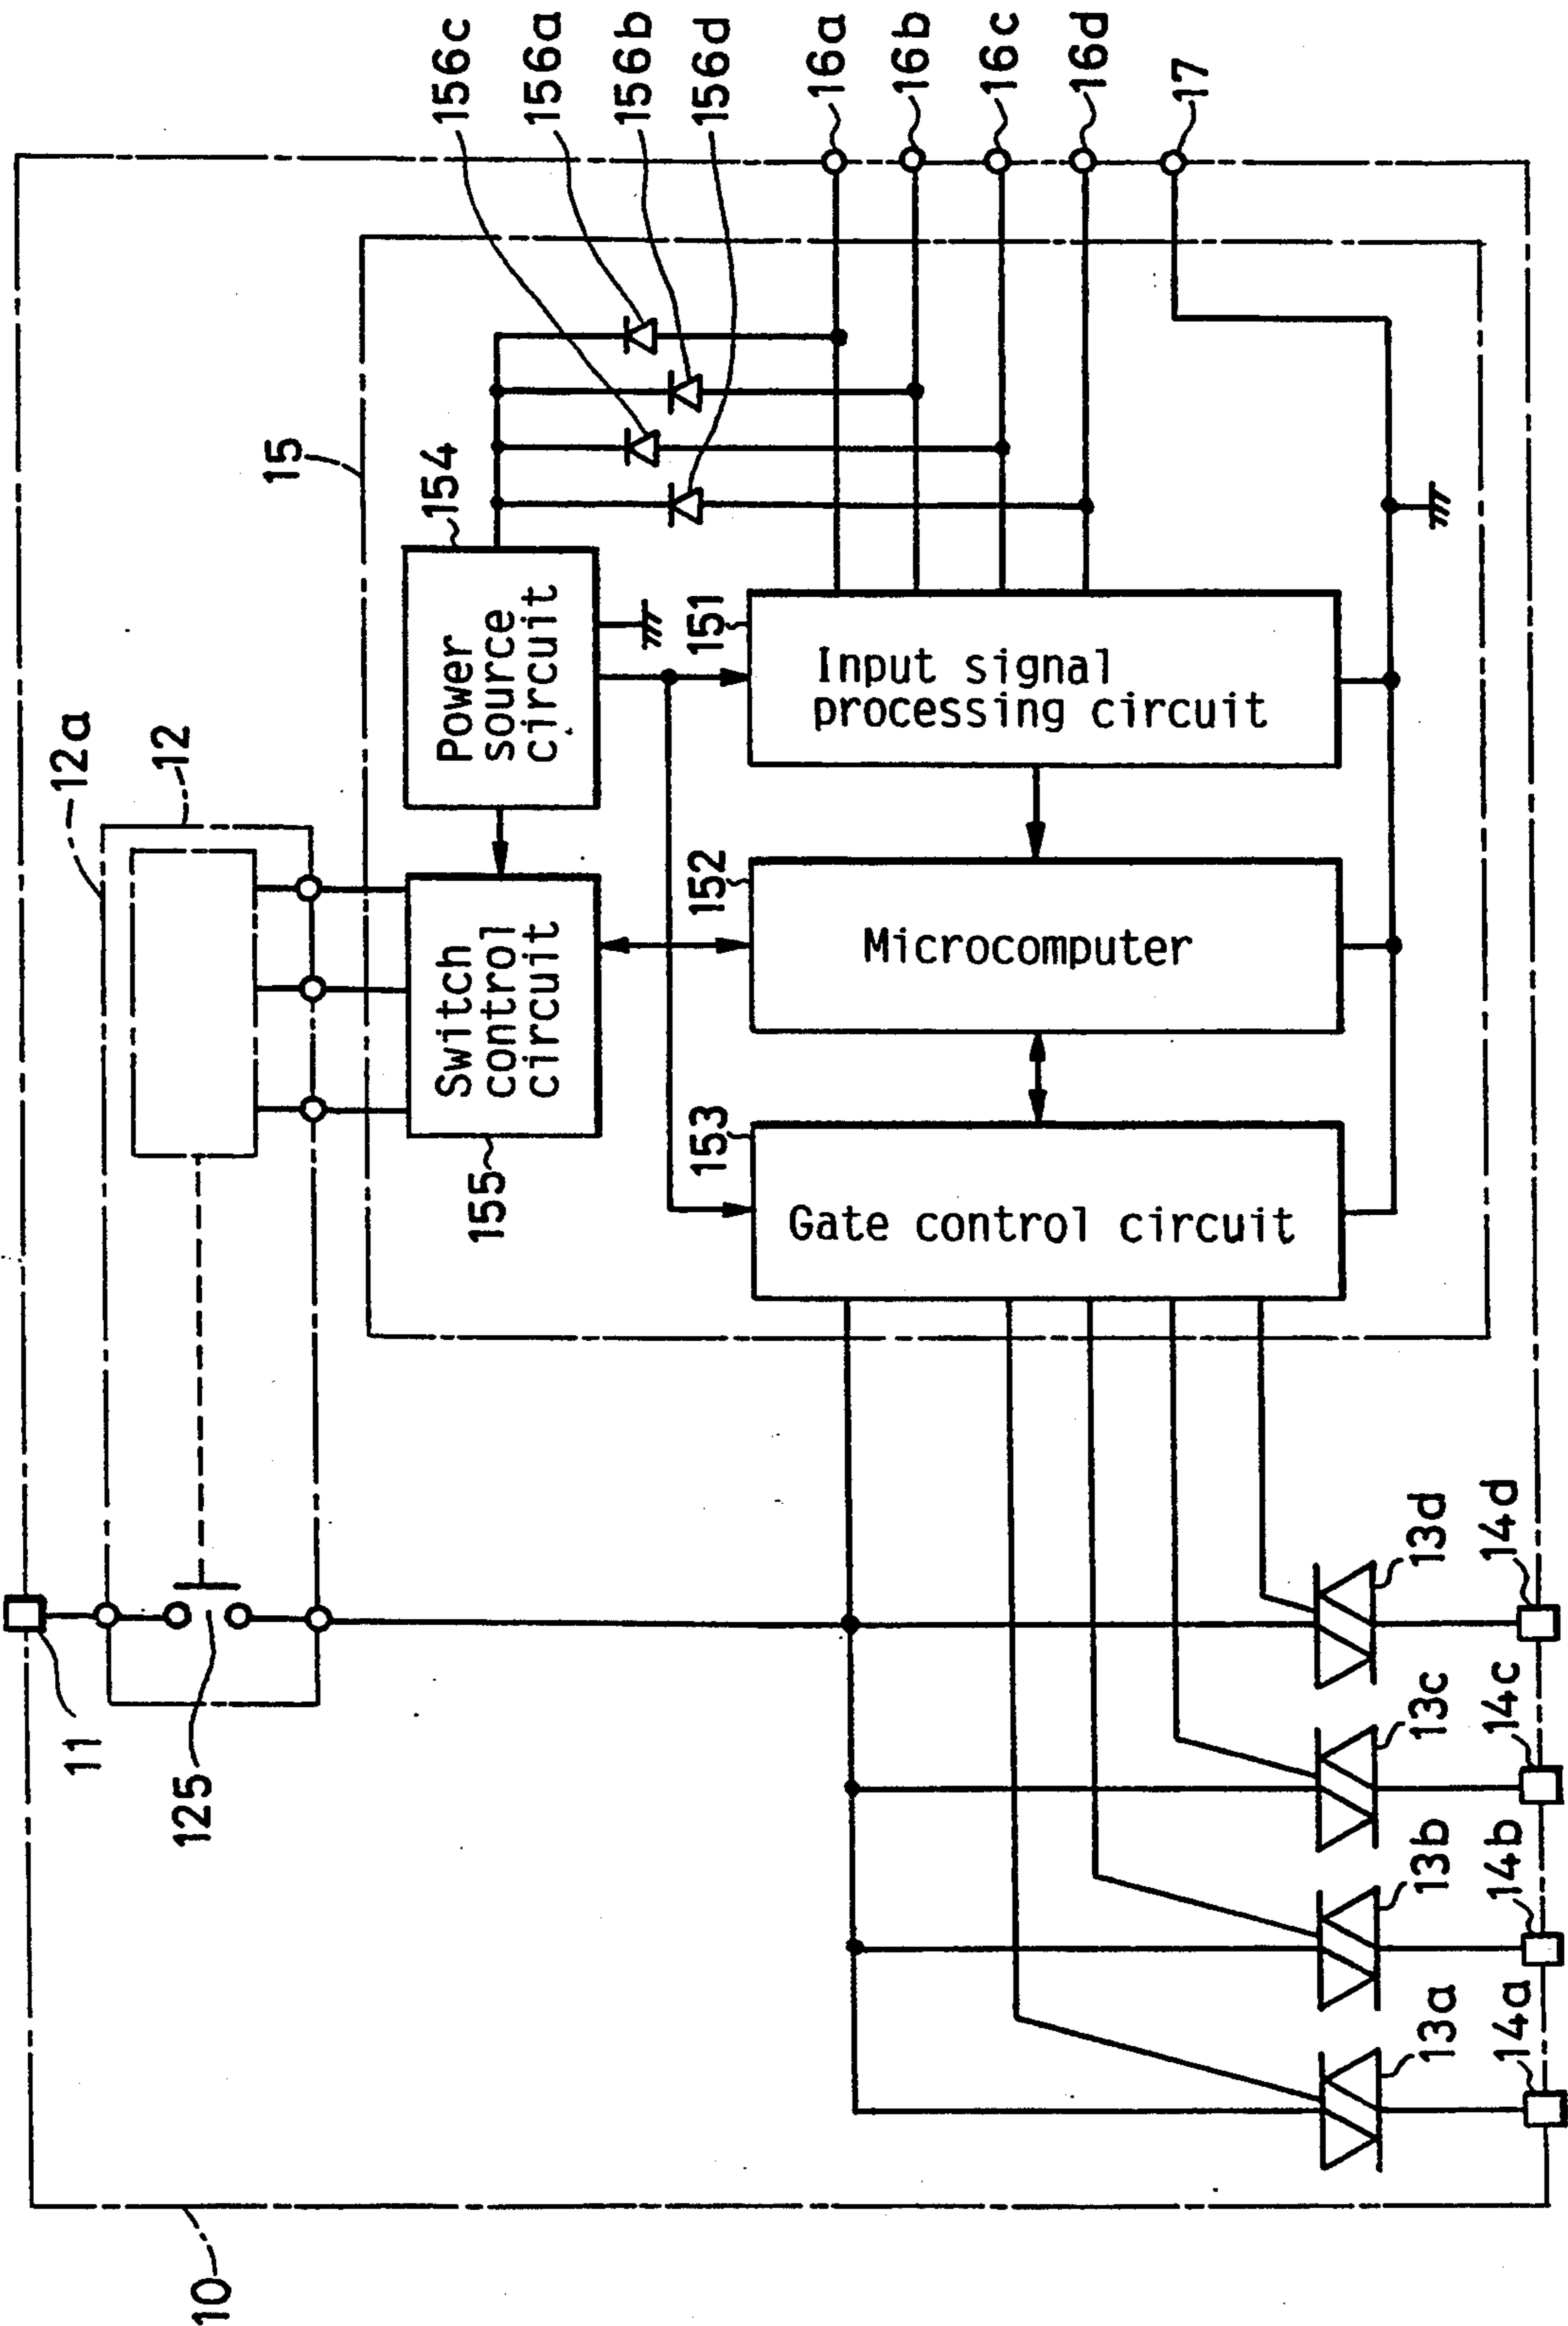 156c
156a
156b
156d
16a
16b
16c
16d
17
15
154
Power
source
circuit
151
Input signal
processing circuit
12a
12
152
Microcomputer
Switch
control
circuit
155
153
Gate control circuit
11
125
13d
14d
13c
14c
13b
14b
13a
14a
10